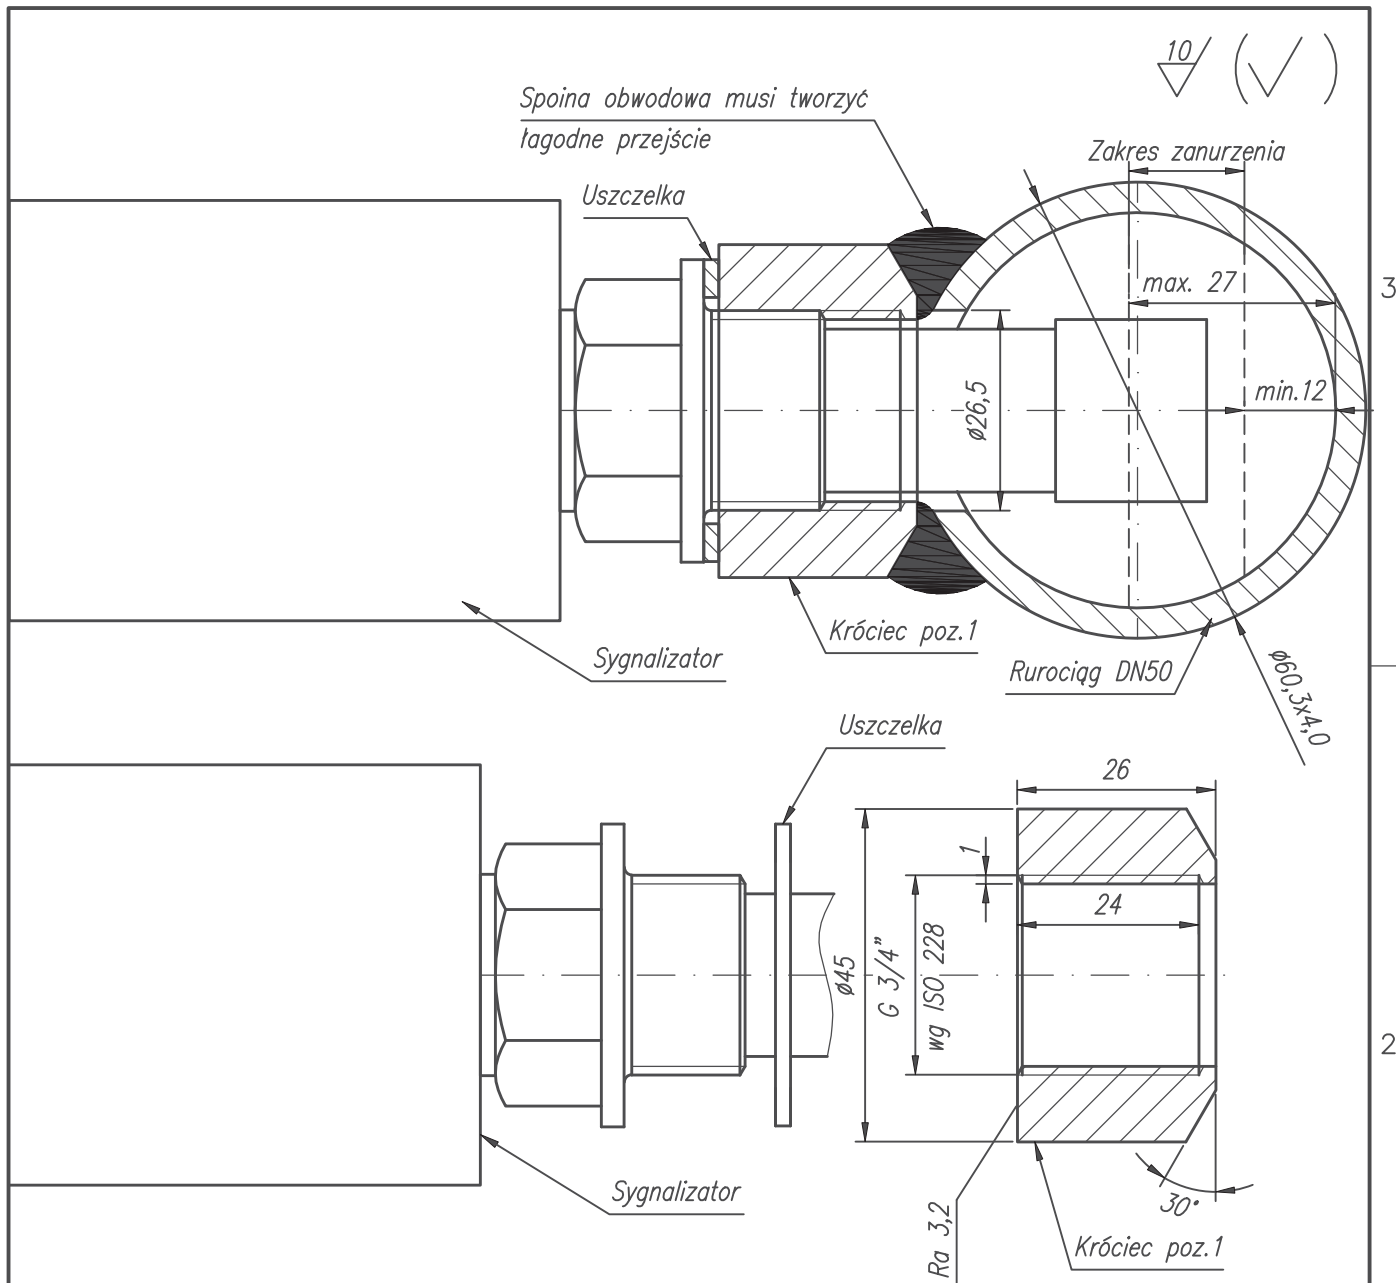 10
Spoina obwodowa musi tworzyć
łagodne przejście
Zakres zanurzenia
Uszczelka
max. 27
3
min.12
ø26,5
Króciec poz.1
Sygnalizator
Rurociąg DN50
ø60,3x4,0
Uszczelka
26
1
24
ø45
G 3/4”
wg ISO 228
2
Sygnalizator
30°
Ra 3,2
Króciec poz.1